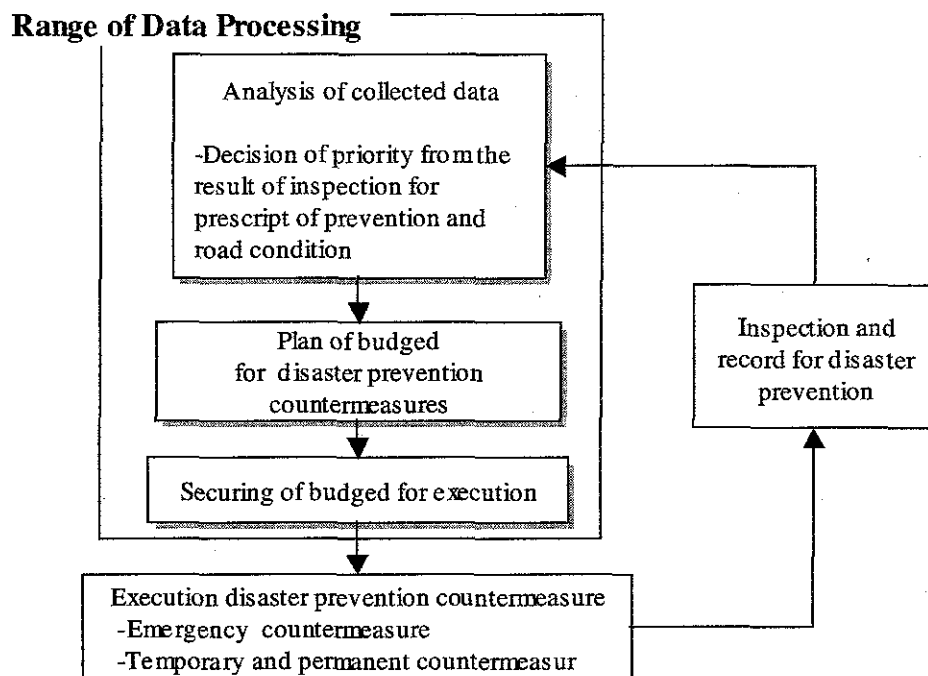 Range of Data Processing
Analysis of collected data
-Decision of priority from the
result of inspection for
prescript of prevention and
road condition
Plan of budged
for disaster prevention
countermeasures
Securing of budged for execution
Execution disaster prevention countermeasure
-Emergency countermeasure
-Temporary and permanent countermeasur
Inspection and
record for disaster
prevention